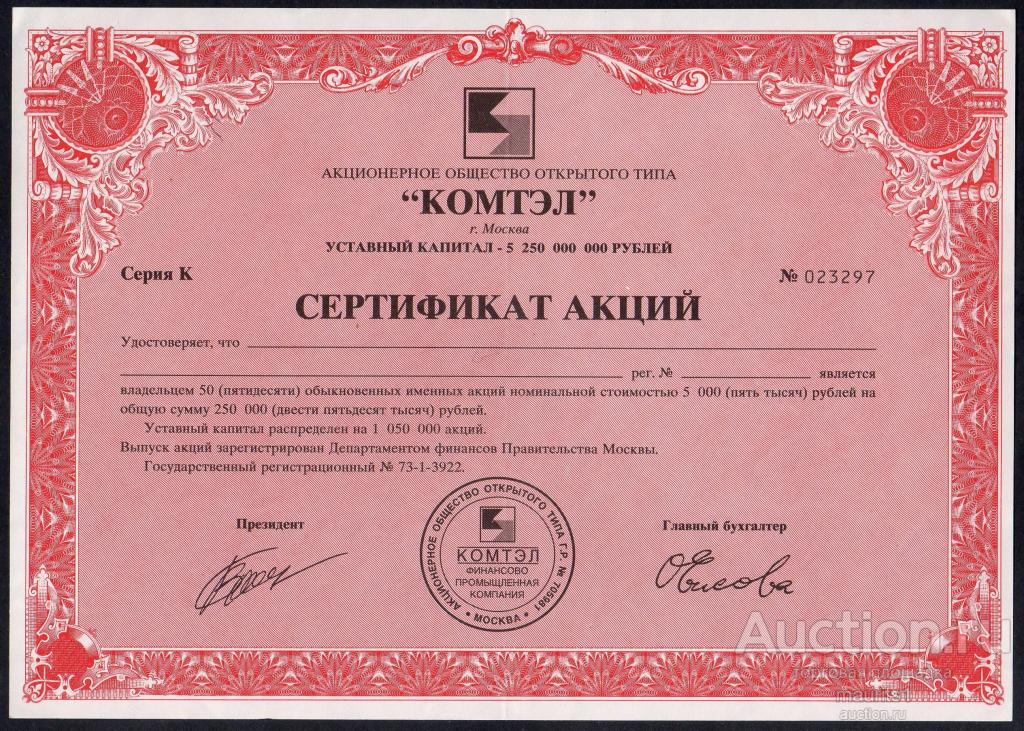 АКЦИОНЕРНОЕ ОБЩЕСТВО ОТКРЫТОГО ТИПА
“КОМТЭЛ”
г. Москва
УСТАВНЫЙ КАПИТАЛ - 5 250 000 000 РУБЛЕЙ
Серия К № 023297
СЕРТИФИКАТ АКЦИЙ
Удостоверяет, что
рег. № является
владельцем 50 (пятидесяти) обыкновенных именных акций номинальной стоимостью 5 000 (пять тысяч) рублей на
общую сумму 250 000 (двести пятьдесят тысяч) рублей.
Уставный капитал распределен на 1 050 000 акций.
Выпуск акций зарегистрирован Департаментом финансов Правительства Москвы.
Государственный регистрационный № 73-1-3922.
Президент
Главный бухгалтер
АКЦИОНЕРНОЕ ОБЩЕСТВО ОТКРЫТОГО ТИПА Г.Р. № 705981
КОМТЭЛ
ФИНАНСОВО
ПРОМЫШЛЕННАЯ
КОМПАНИЯ
• МОСКВА •
Auction.ru
торговая площадка
auction.ru